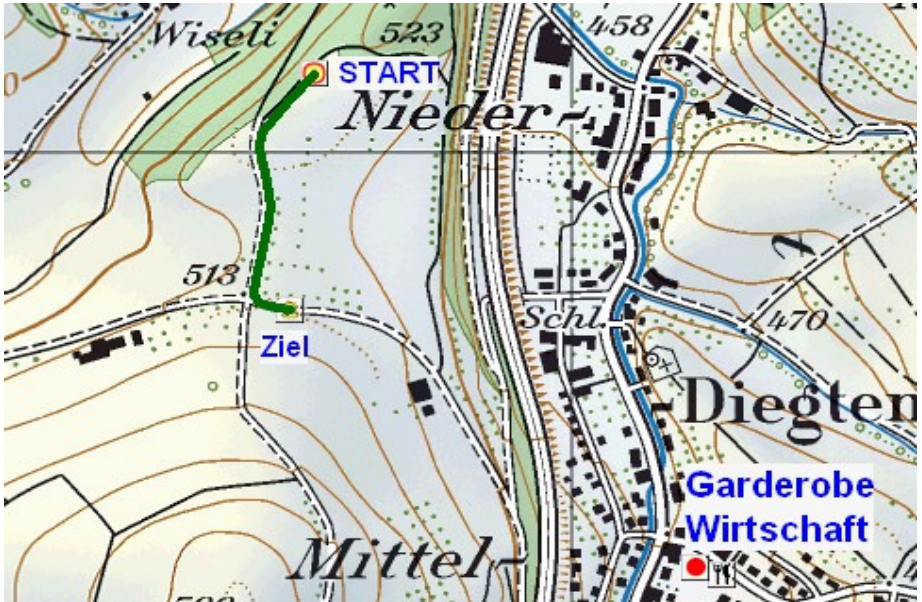 Wiseli
523
458
START
Nieder-
513
Schl.
470
Ziel
Diegten
Garderobe
Wirtschaft
Mittel-